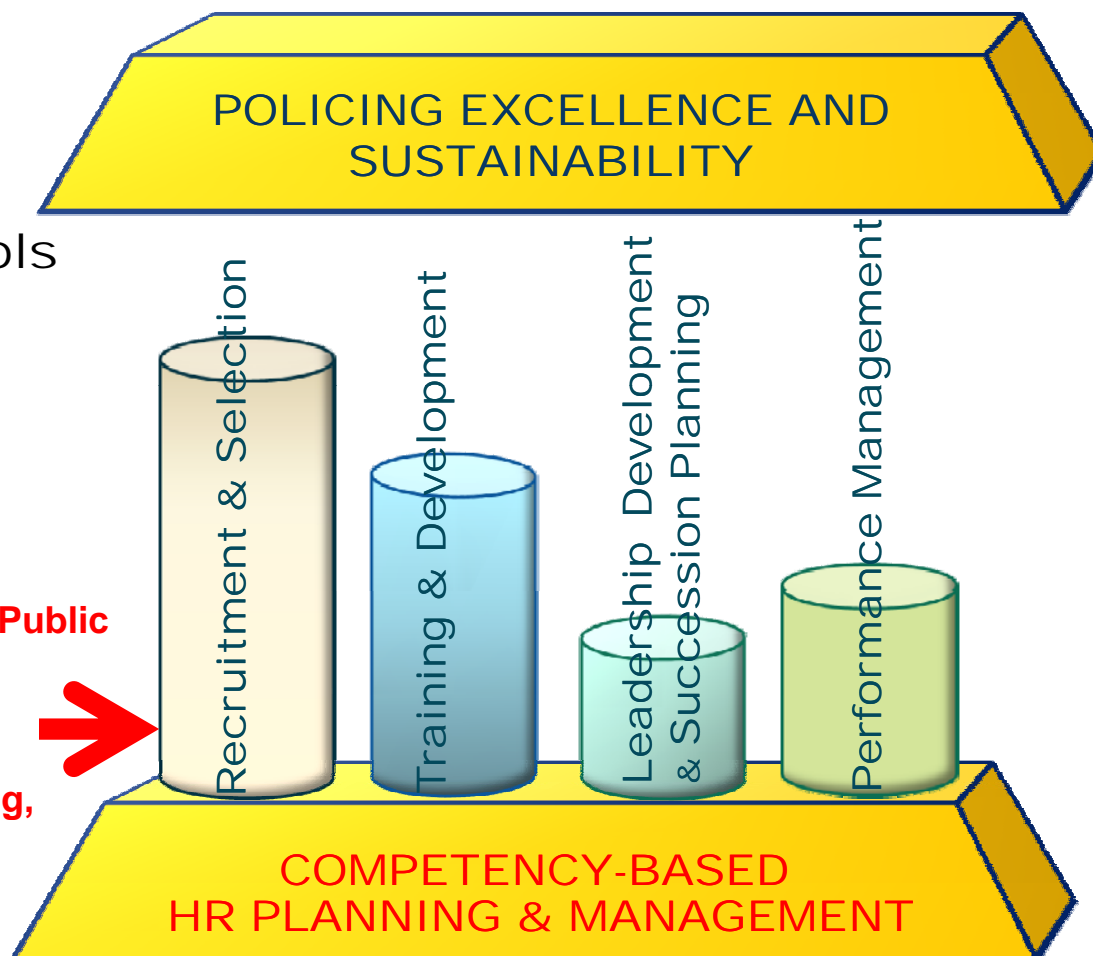 POLICING EXCELLENCE AND
SUSTAINABILITY
ols
Recruitment & Selection
Training & Development
Leadership Development
& Succession Planning
Performance Management
Public
g,
COMPETENCY-BASED
HR PLANNING & MANAGEMENT